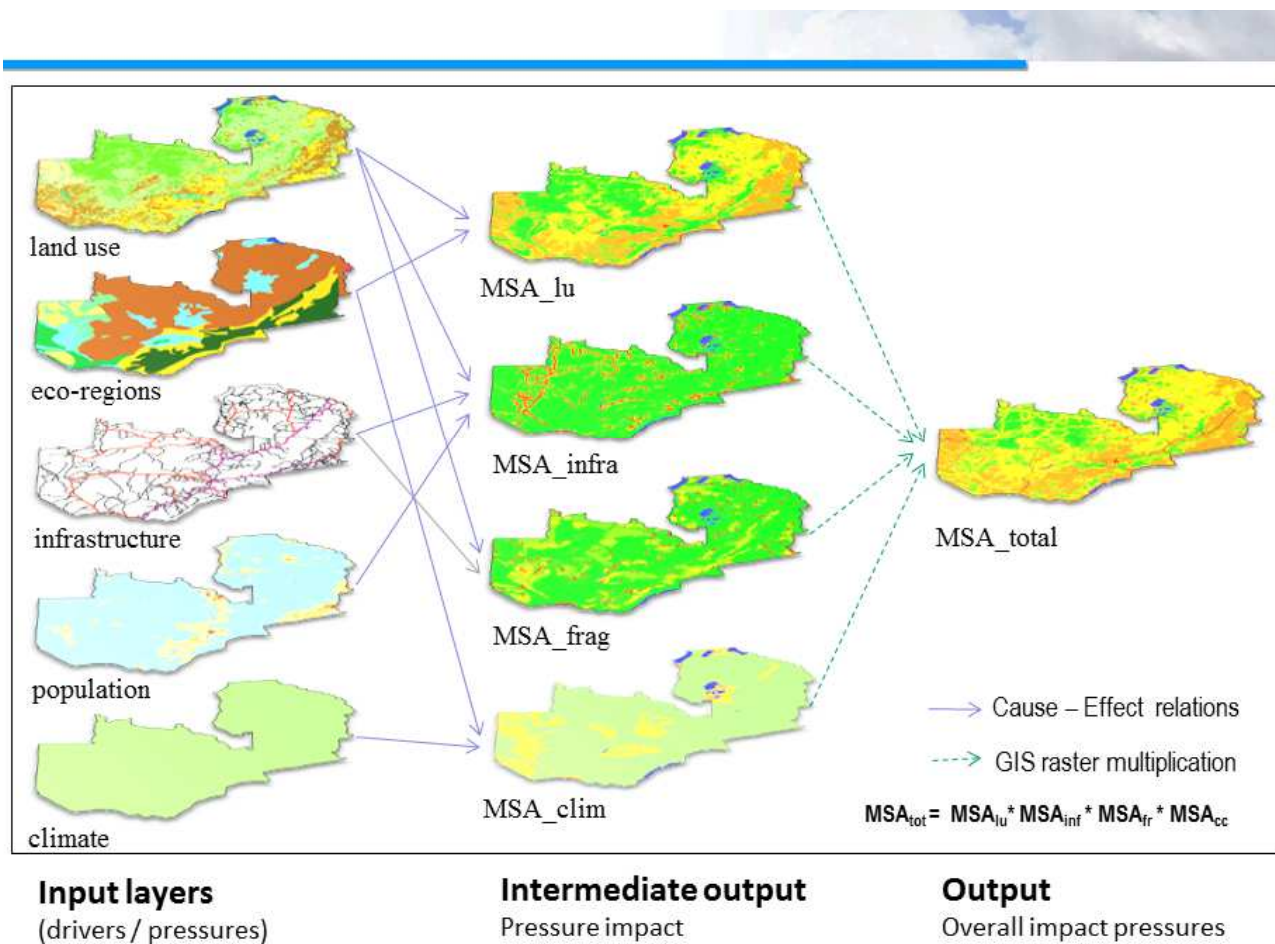 land use
eco-regions
infrastructure
population
climate
MSA_lu
MSA_infra
MSA_frag
MSA_clim
MSA_total
Cause – Effect relations
GIS raster multiplication
MSAtot = MSAlu* MSAinf * MSAfr * MSAcc
Input layers
(drivers / pressures)
Intermediate output
Pressure impact
Output
Overall impact pressures